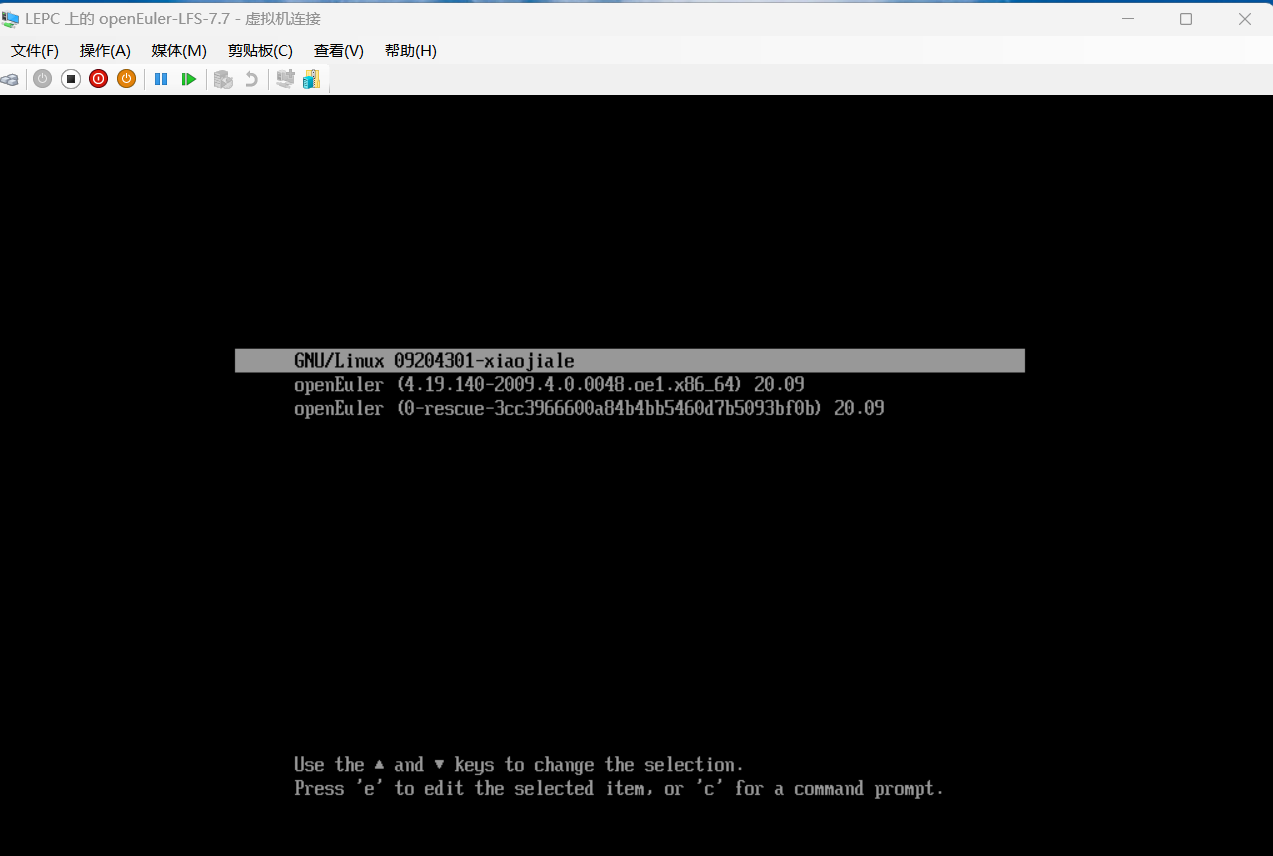 LEPC 上的 openEuler-LFS-7.7 - 虚拟机连接
文件(F) 操作(A) 媒体(M) 剪贴板(C) 查看(V) 帮助(H)
GNU/Linux 09204301-xiaojiale
openEuler (4.19.140-2009.4.0.0048.oe1.x86_64) 20.09
openEuler (0-rescue-3cc3966600a84b4bb5460d7b5093bf0b) 20.09
Use the ▲ and ▼ keys to change the selection.
Press 'e' to edit the selected item, or 'c' for a command prompt.